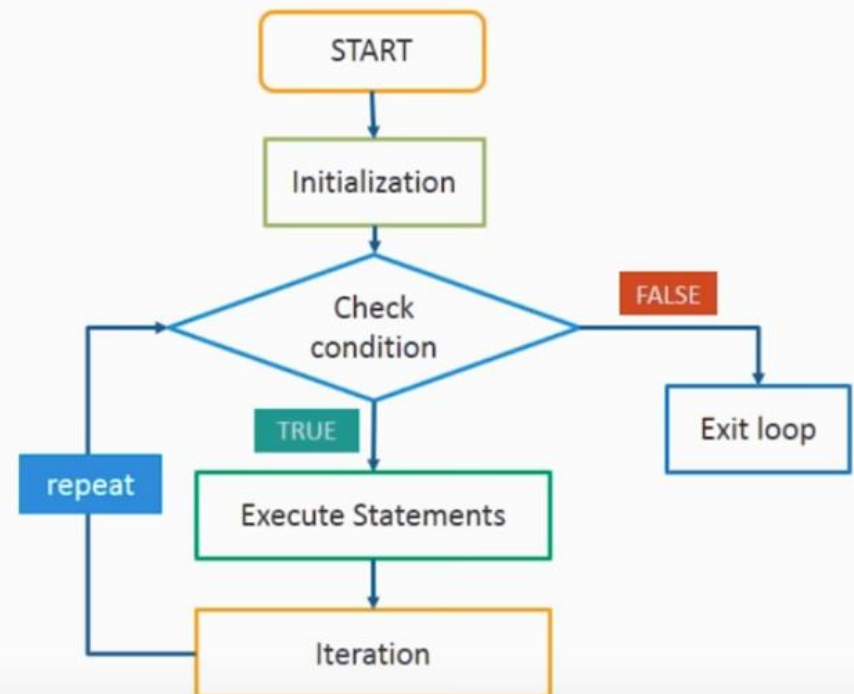 START
Initialization
Check
condition
FALSE
TRUE
Exit loop
repeat
Execute Statements
Iteration